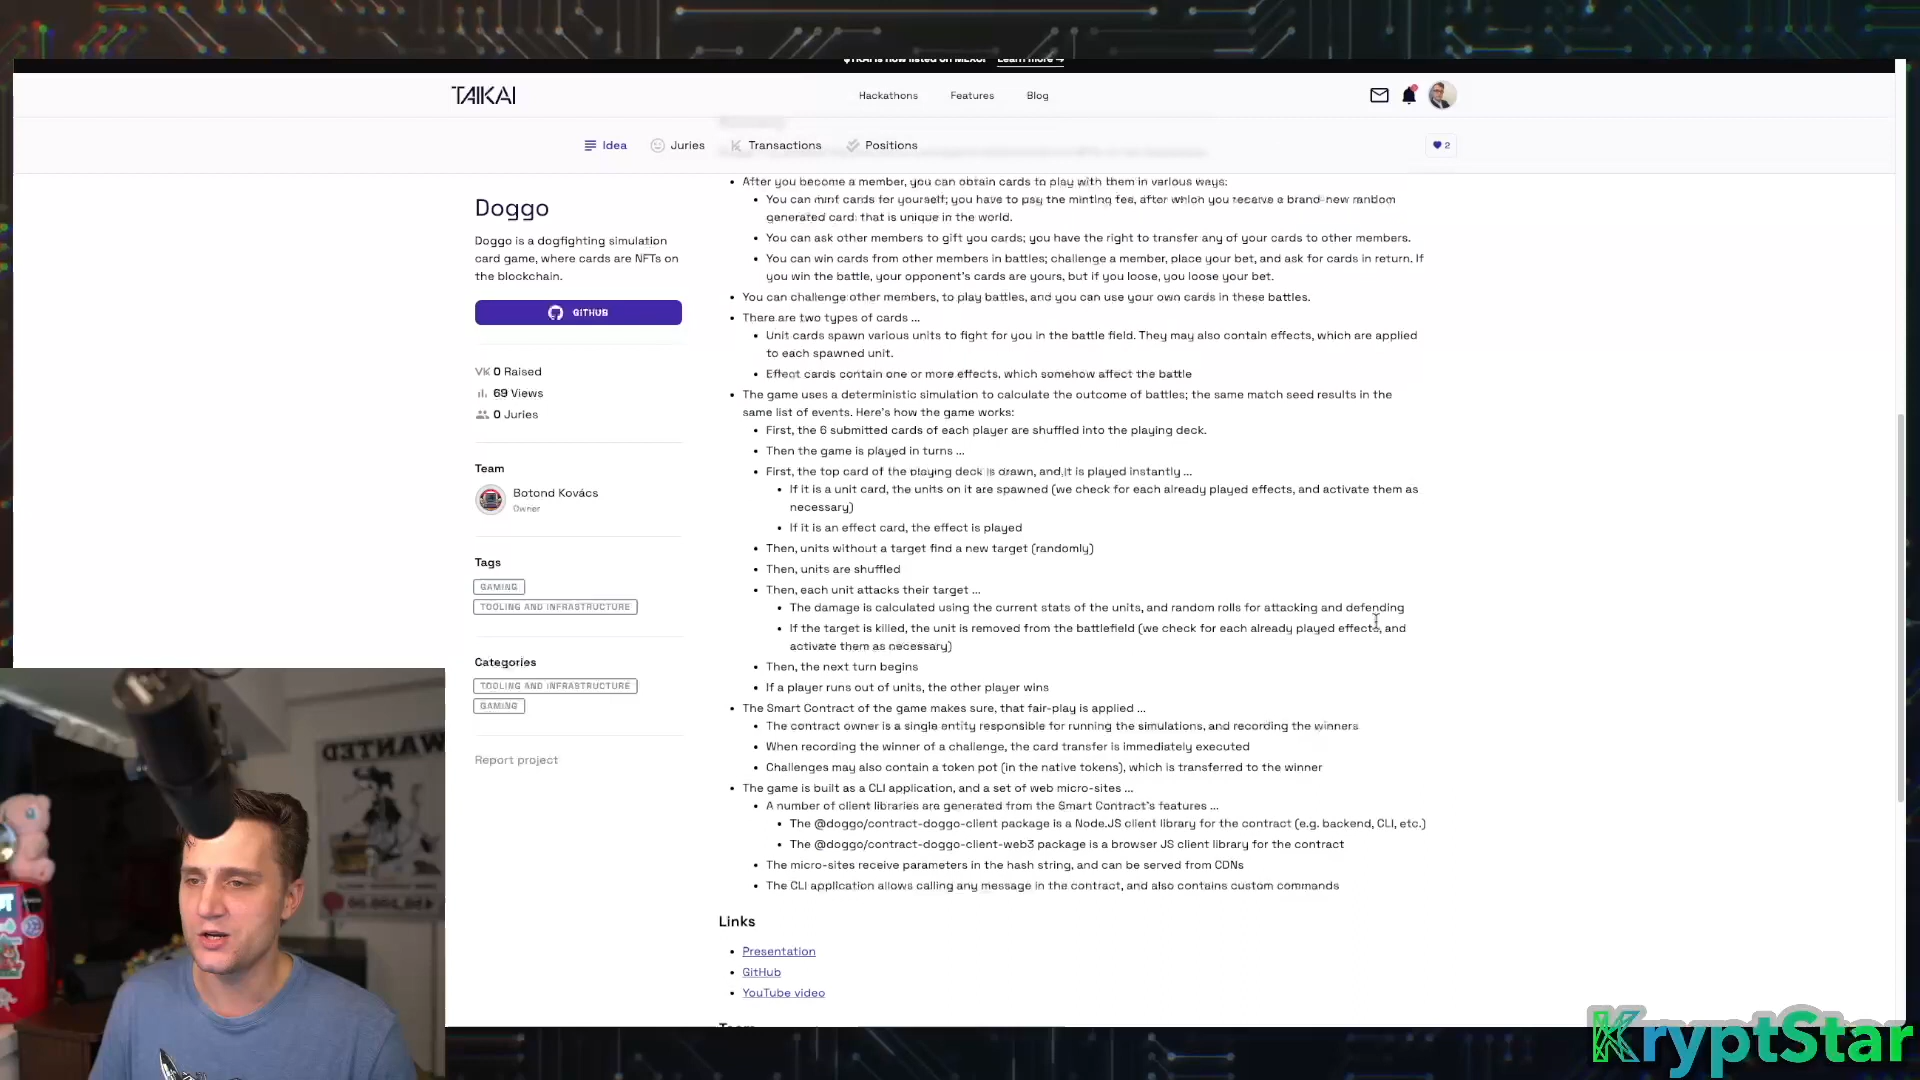 $TKAI is now listed on MEXC! Learn more →
TAIKAI
Hackathons
Features
Blog
Idea
Juries
Transactions
Positions
2
Doggo
Doggo is a dogfighting simulation
card game, where cards are NFTs on
the blockchain.
GITHUB
VK 0 Raised
69 Views
0 Juries
Team
Botond Kovács
Owner
Tags
GAMING
TOOLING AND INFRASTRUCTURE
Categories
TOOLING AND INFRASTRUCTURE
GAMING
Report project
• After you become a member, you can obtain cards to play with them in various ways:
• You can mint cards for yourself; you have to pay the minting fee, after which you receive a brand-new random
generated card that is unique in the world.
• You can ask other members to gift you cards; you have the right to transfer any of your cards to other members.
• You can win cards from other members in battles; challenge a member, place your bet, and ask for cards in return. If
you win the battle, your opponent's cards are yours, but if you loose, you loose your bet.
• You can challenge other members, to play battles, and you can use your own cards in these battles.
• There are two types of cards ...
• Unit cards spawn various units to fight for you in the battle field. They may also contain effects, which are applied
to each spawned unit.
• Effect cards contain one or more effects, which somehow affect the battle
• The game uses a deterministic simulation to calculate the outcome of battles; the same match seed results in the
same list of events. Here's how the game works:
• First, the 6 submitted cards of each player are shuffled into the playing deck.
• Then the game is played in turns ...
• First, the top card of the playing deck is drawn, and it is played instantly ...
• If it is a unit card, the units on it are spawned (we check for each already played effects, and activate them as
necessary)
• If it is an effect card, the effect is played
• Then, units without a target find a new target (randomly)
• Then, units are shuffled
• Then, each unit attacks their target ...
• The damage is calculated using the current stats of the units, and random rolls for attacking and defending
• If the target is killed, the unit is removed from the battlefield (we check for each already played effects, and
activate them as necessary)
• Then, the next turn begins
• If a player runs out of units, the other player wins
• The Smart Contract of the game makes sure, that fair-play is applied ...
• The contract owner is a single entity responsible for running the simulations, and recording the winners
• When recording the winner of a challenge, the card transfer is immediately executed
• Challenges may also contain a token pot (in the native tokens), which is transferred to the winner
• The game is built as a CLI application, and a set of web micro-sites ...
• A number of client libraries are generated from the Smart Contract's features ...
• The @doggo/contract-doggo-client package is a Node.JS client library for the contract (e.g. backend, CLI, etc.)
• The @doggo/contract-doggo-client-web3 package is a browser JS client library for the contract
• The micro-sites receive parameters in the hash string, and can be served from CDNs
• The CLI application allows calling any message in the contract, and also contains custom commands
Links
• Presentation
• GitHub
• YouTube video
WANTED
KryptStar